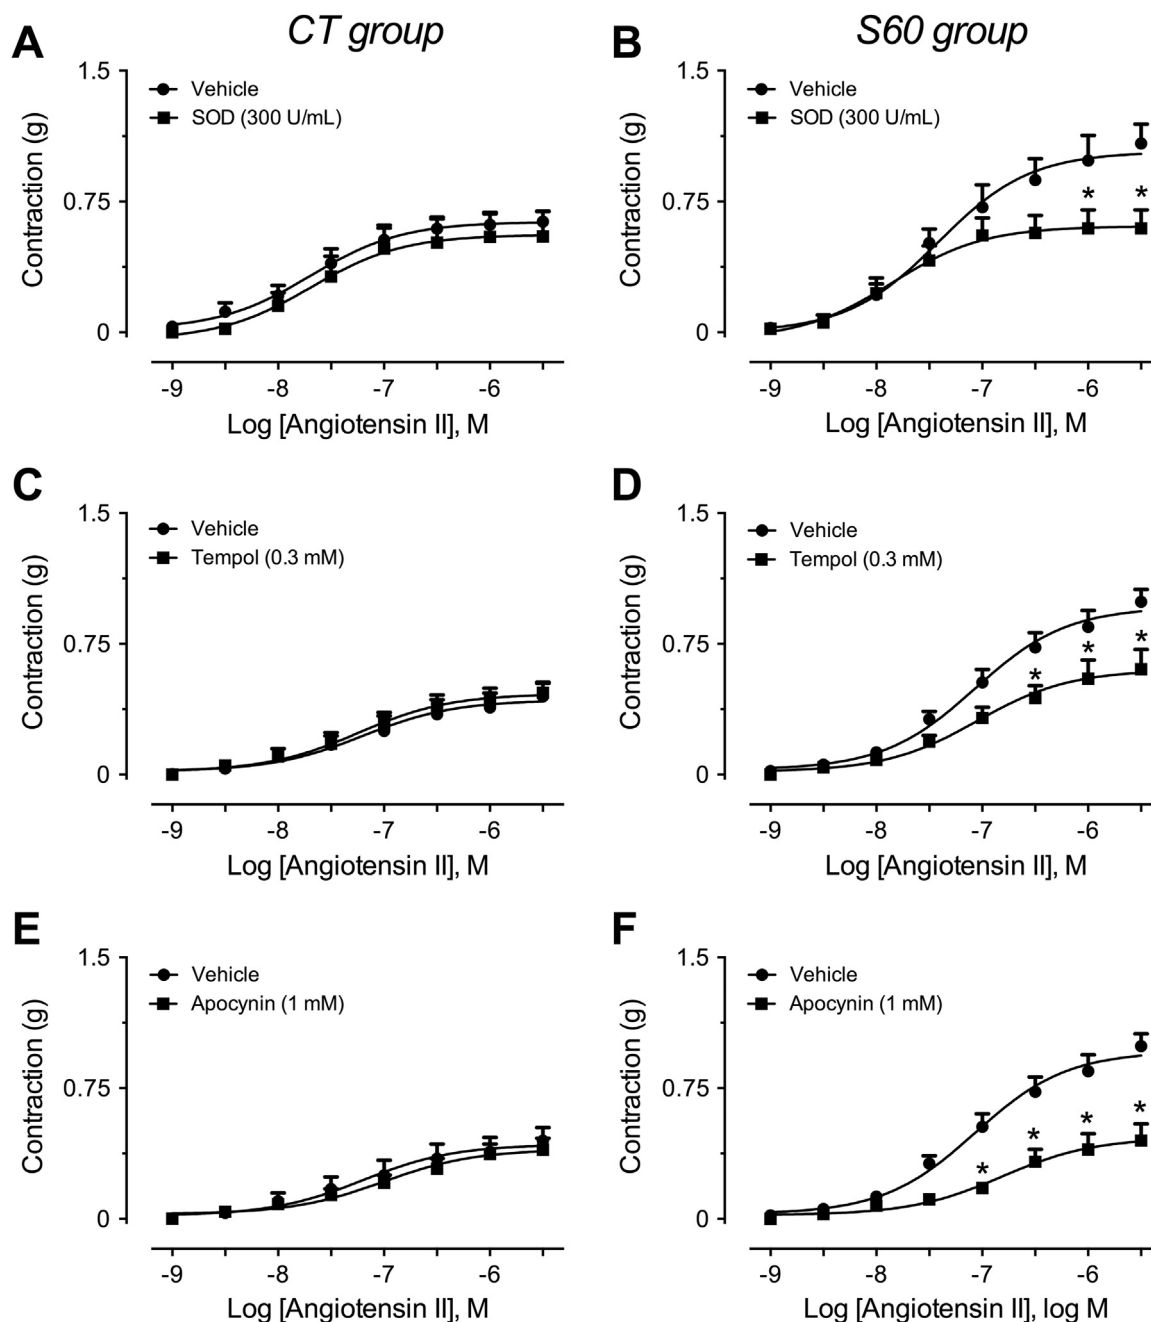 CT group
S60 group
A
1.5
0.75
0
Contraction (g)
Vehicle
SOD (300 U/mL)
-9 -8 -7 -6
Log [Angiotensin II], M
B
1.5
0.75
0
Contraction (g)
Vehicle
SOD (300 U/mL)
* *
-9 -8 -7 -6
Log [Angiotensin II], M
C
1.5
0.75
0
Contraction (g)
Vehicle
Tempol (0.3 mM)
-9 -8 -7 -6
Log [Angiotensin II], M
D
1.5
0.75
0
Contraction (g)
Vehicle
Tempol (0.3 mM)
* * *
-9 -8 -7 -6
Log [Angiotensin II], M
E
1.5
0.75
0
Contraction (g)
Vehicle
Apocynin (1 mM)
-9 -8 -7 -6
Log [Angiotensin II], M
F
1.5
0.75
0
Contraction (g)
Vehicle
Apocynin (1 mM)
* * * *
-9 -8 -7 -6
Log [Angiotensin II], log M